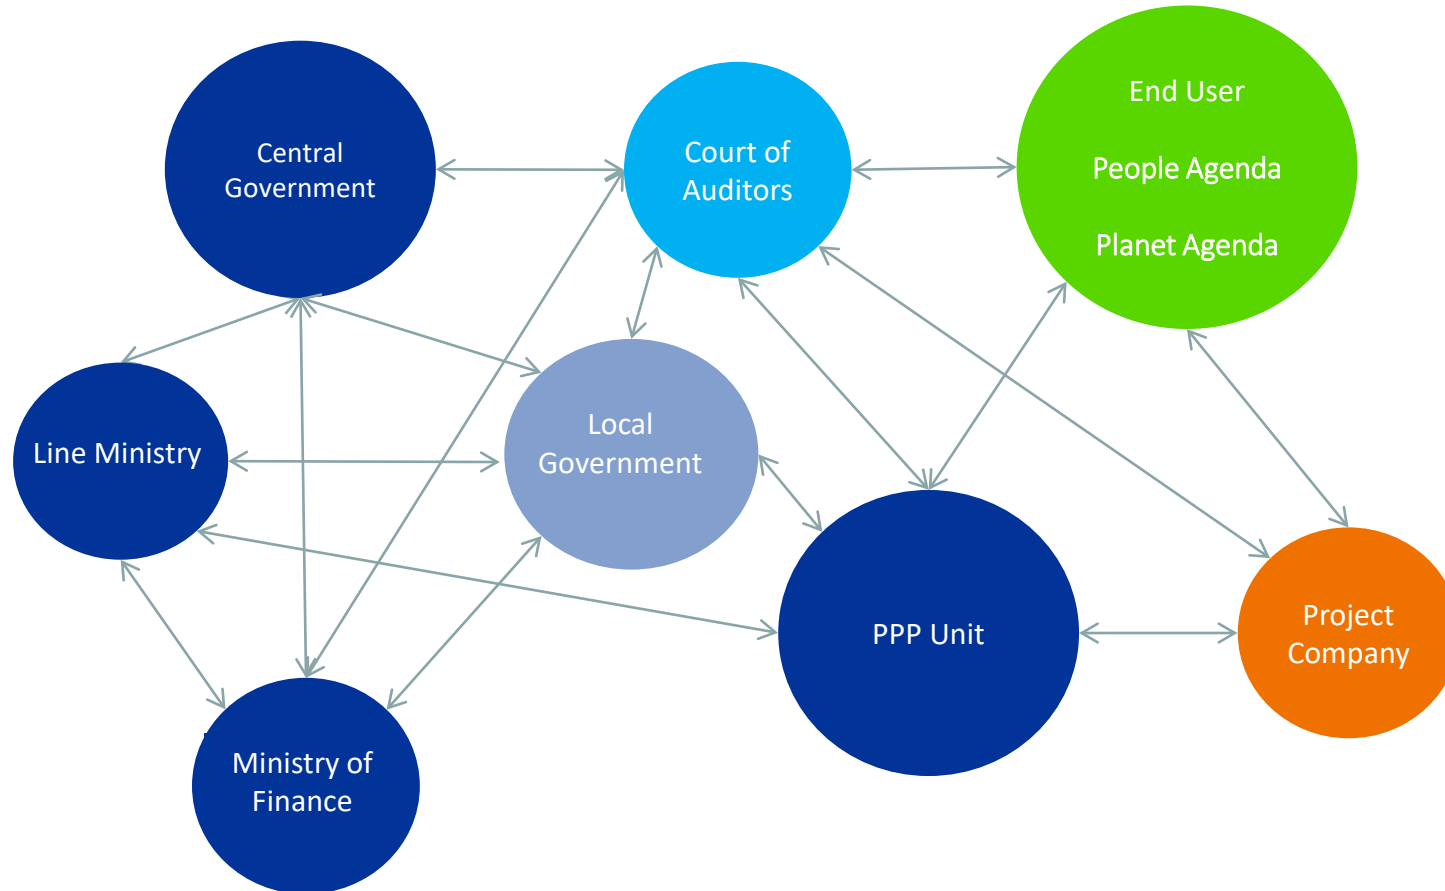 Central
Government
Court of
Auditors
End User
People Agenda
Planet Agenda
Line Ministry
Local
Government
PPP Unit
Project
Company
Ministry of
Finance